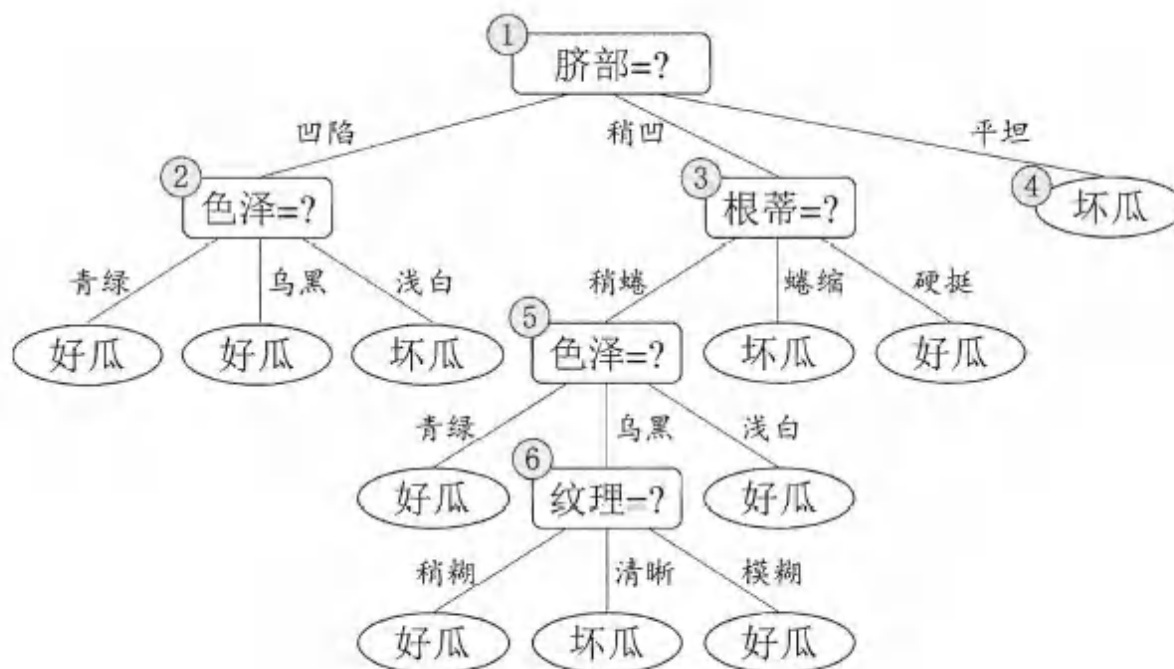 ① 脐部=?
凹陷 稍凹 平坦
② 色泽=? ③ 根蒂=? ④ 坏瓜
青绿 乌黑 浅白 稍蜷 蜷缩 硬挺
好瓜 好瓜 坏瓜 ⑤ 色泽=? 坏瓜 好瓜
青绿 乌黑 浅白
好瓜 ⑥ 纹理=? 好瓜
稍糊 清晰 模糊
好瓜 坏瓜 好瓜